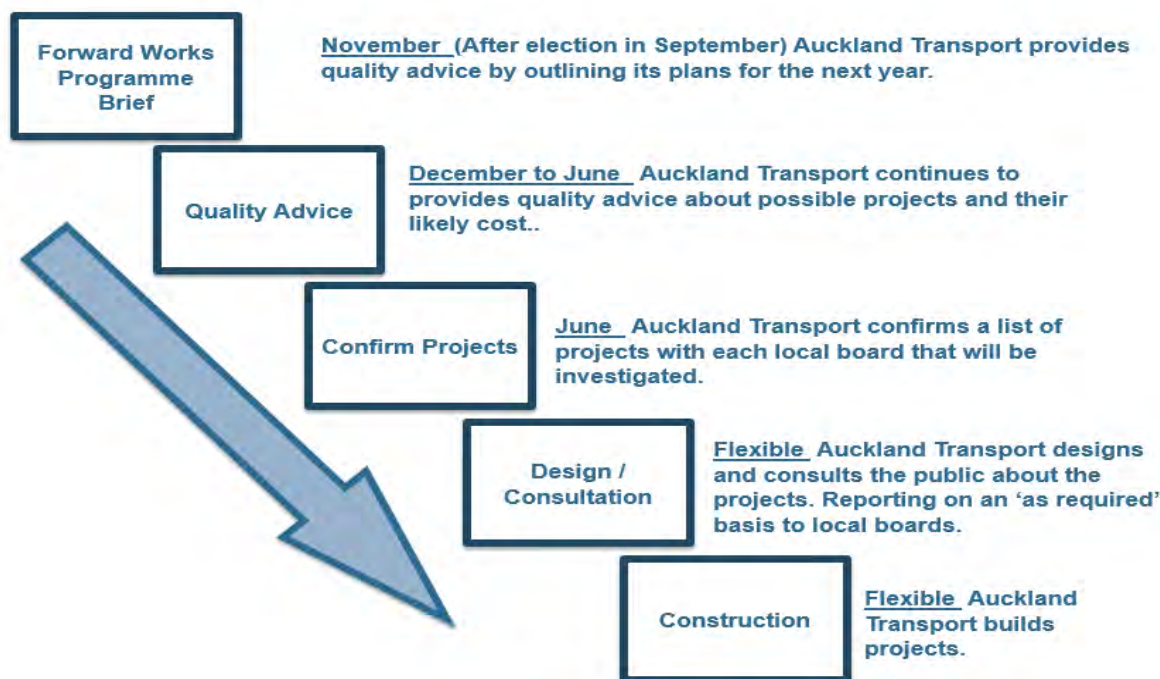 Forward Works
Programme
Brief
November (After election in September) Auckland Transport provides
quality advice by outlining its plans for the next year.
Quality Advice
December to June Auckland Transport continues to
provides quality advice about possible projects and their
likely cost..
Confirm Projects
June Auckland Transport confirms a list of
projects with each local board that will be
investigated.
Design /
Consultation
Flexible Auckland Transport designs
and consults the public about the
projects. Reporting on an ‘as required’
basis to local boards.
Construction
Flexible Auckland
Transport builds
projects.